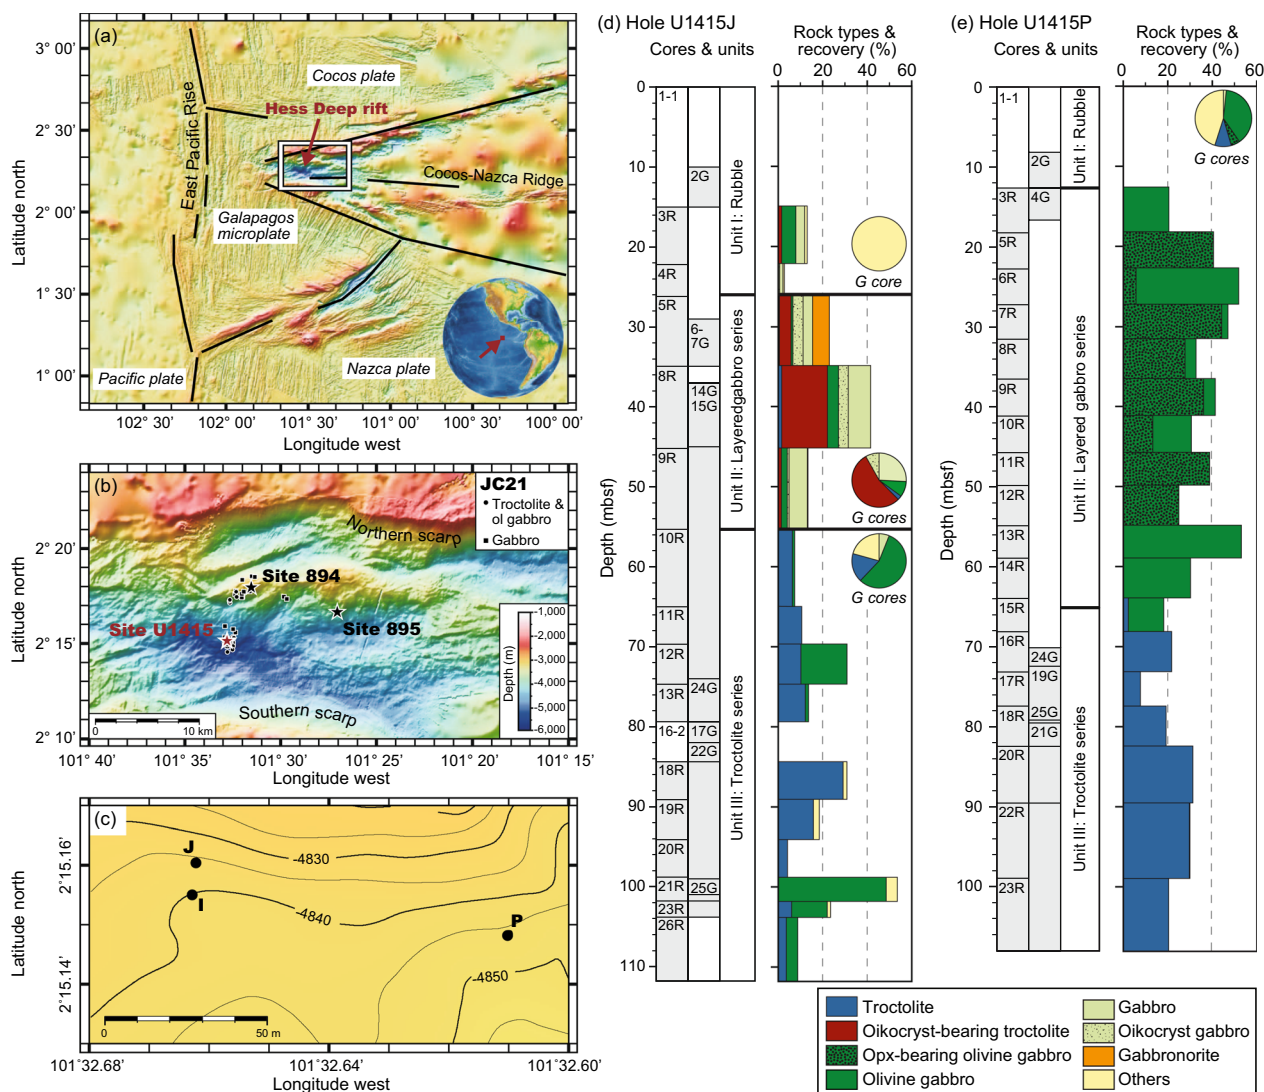 (a)
3° 00'
2° 30'
2° 00'
1° 30'
1° 00'
Latitude north
Cocos plate
Hess Deep rift
East Pacific Rise
Cocos-Nazca Ridge
Galapagos
microplate
Nazca plate
Pacific plate
102° 30' 102° 00' 101° 30' 101° 00' 100° 30' 100° 00'
Longitude west
(b)
JC21
Troctolite &
ol gabbro
Gabbro
Northern scarp
Site 894
Site 895
Site U1415
Southern scarp
Depth (m)
-1,000
-2,000
-3,000
-4,000
-5,000
-6,000
0 10 km
2° 20'
2° 15'
2° 10'
Latitude north
101° 40' 101° 35' 101° 30' 101° 25' 101° 20' 101° 15'
Longitude west
(c)
J
I
P
-4830
-4840
-4850
0 50 m
2°15.16'
2°15.14'
Latitude north
101°32.68' 101°32.64' 101°32.60'
Longitude west
(d) Hole U1415J
Cores & units
Rock types &
recovery (%)
0 20 40 60
0
10
20
30
40
50
60
70
80
90
100
110
Depth (mbsf)
1-1
2G
3R
4R
5R
6-
7G
8R
14G
15G
9R
10R
11R
12R
13R
24G
16-2
17G
22G
18R
19R
20R
21R
25G
23R
26R
Unit I: Rubble
Unit II: Layeredgabbro series
Unit III: Troctolite series
G core
G cores
G cores
(e) Hole U1415P
Cores & units
Rock types &
recovery (%)
0 20 40 60
0
10
20
30
40
50
60
70
80
90
100
Depth (mbsf)
1-1
2G
3R
4G
5R
6R
7R
8R
9R
10R
11R
12R
13R
14R
15R
16R
24G
17R
19G
18R
25G
21G
20R
22R
23R
Unit I: Rubble
Unit II: Layered gabbro series
Unit III: Troctolite series
G cores
Troctolite
Oikocryst-bearing troctolite
Opx-bearing olivine gabbro
Olivine gabbro
Gabbro
Oikocryst gabbro
Gabbronorite
Others